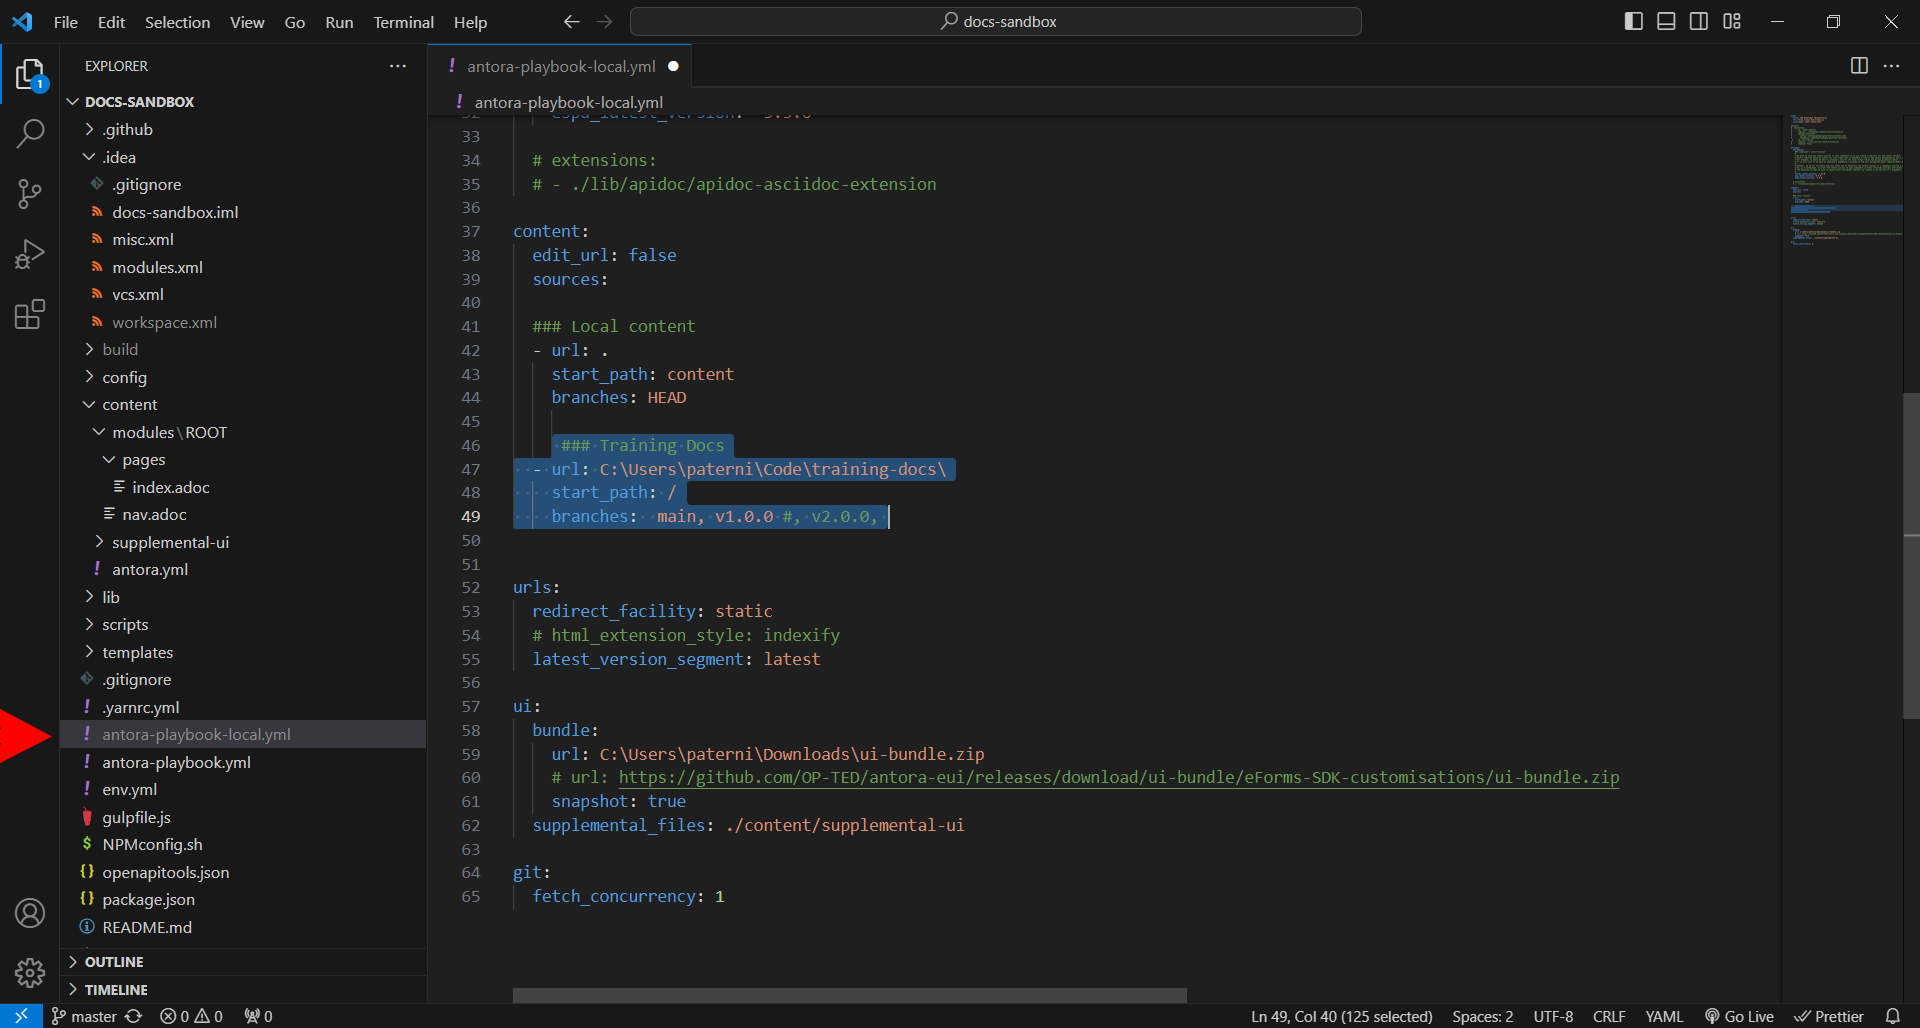 File Edit Selection View Go Run Terminal Help docs-sandbox
EXPLORER
1
DOCS-SANDBOX
.github
.idea
.gitignore
docs-sandbox.iml
misc.xml
modules.xml
vcs.xml
workspace.xml
build
config
content
modules\ROOT
pages
index.adoc
nav.adoc
supplemental-ui
! antora.yml
lib
scripts
templates
.gitignore
! .yarnrc.yml
! antora-playbook-local.yml
! antora-playbook.yml
! env.yml
gulpfile.js
$ NPMconfig.sh
{} openapitools.json
{} package.json
README.md
OUTLINE
TIMELINE
! antora-playbook-local.yml
! antora-playbook-local.yml
33
34 # extensions:
35 # - ./lib/apidoc/apidoc-asciidoc-extension
36
37 content:
38 edit_url: false
39 sources:
40
41 ### Local content
42 - url: .
43 start_path: content
44 branches: HEAD
45
46 ### Training Docs
47 - url: C:\Users\paterni\Code\training-docs\
48 start_path: /
49 branches: main, v1.0.0 #, v2.0.0,
50
51
52 urls:
53 redirect_facility: static
54 # html_extension_style: indexify
55 latest_version_segment: latest
56
57 ui:
58 bundle:
59 url: C:\Users\paterni\Downloads\ui-bundle.zip
60 # url: https://github.com/OP-TED/antora-eui/releases/download/ui-bundle/eForms-SDK-customisations/ui-bundle.zip
61 snapshot: true
62 supplemental_files: ./content/supplemental-ui
63
64 git:
65 fetch_concurrency: 1
master 0 0 0 Ln 49, Col 40 (125 selected) Spaces: 2 UTF-8 CRLF YAML Go Live Prettier